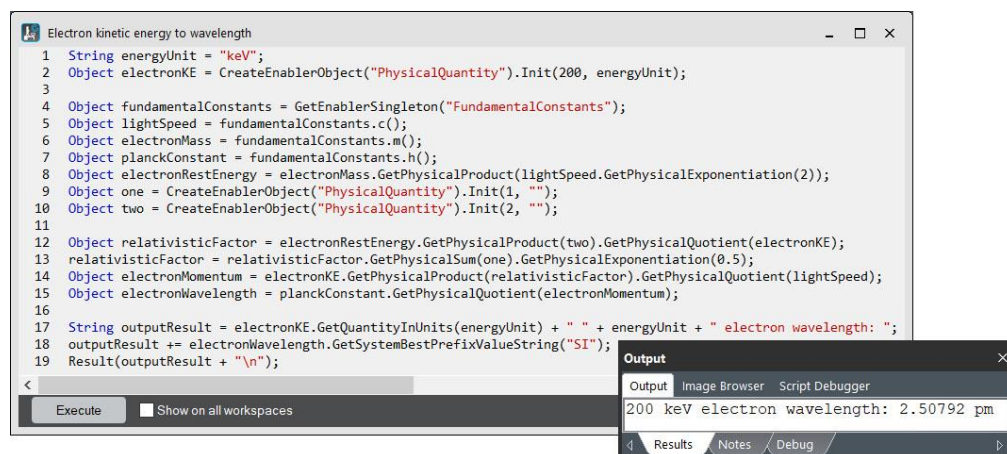 Electron kinetic energy to wavelength
1 String energyUnit = "keV";
2 Object electronKE = CreateEnablerObject("PhysicalQuantity").Init(200, energyUnit);
3
4 Object fundamentalConstants = GetEnablerSingleton("FundamentalConstants");
5 Object lightSpeed = fundamentalConstants.c();
6 Object electronMass = fundamentalConstants.m();
7 Object planckConstant = fundamentalConstants.h();
8 Object electronRestEnergy = electronMass.GetPhysicalProduct(lightSpeed.GetPhysicalExponentiation(2));
9 Object one = CreateEnablerObject("PhysicalQuantity").Init(1, "");
10 Object two = CreateEnablerObject("PhysicalQuantity").Init(2, "");
11
12 Object relativisticFactor = electronRestEnergy.GetPhysicalProduct(two).GetPhysicalQuotient(electronKE);
13 relativisticFactor = relativisticFactor.GetPhysicalSum(one).GetPhysicalExponentiation(0.5);
14 Object electronMomentum = electronKE.GetPhysicalProduct(relativisticFactor).GetPhysicalQuotient(lightSpeed);
15 Object electronWavelength = planckConstant.GetPhysicalQuotient(electronMomentum);
16
17 String outputResult = electronKE.GetQuantityInUnits(energyUnit) + " " + energyUnit + " electron wavelength: ";
18 outputResult += electronWavelength.GetSystemBestPrefixValueString("SI");
19 Result(outputResult + "\n");
Execute Show on all workspaces
Output
Output Image Browser Script Debugger
200 keV electron wavelength: 2.50792 pm
Results Notes Debug